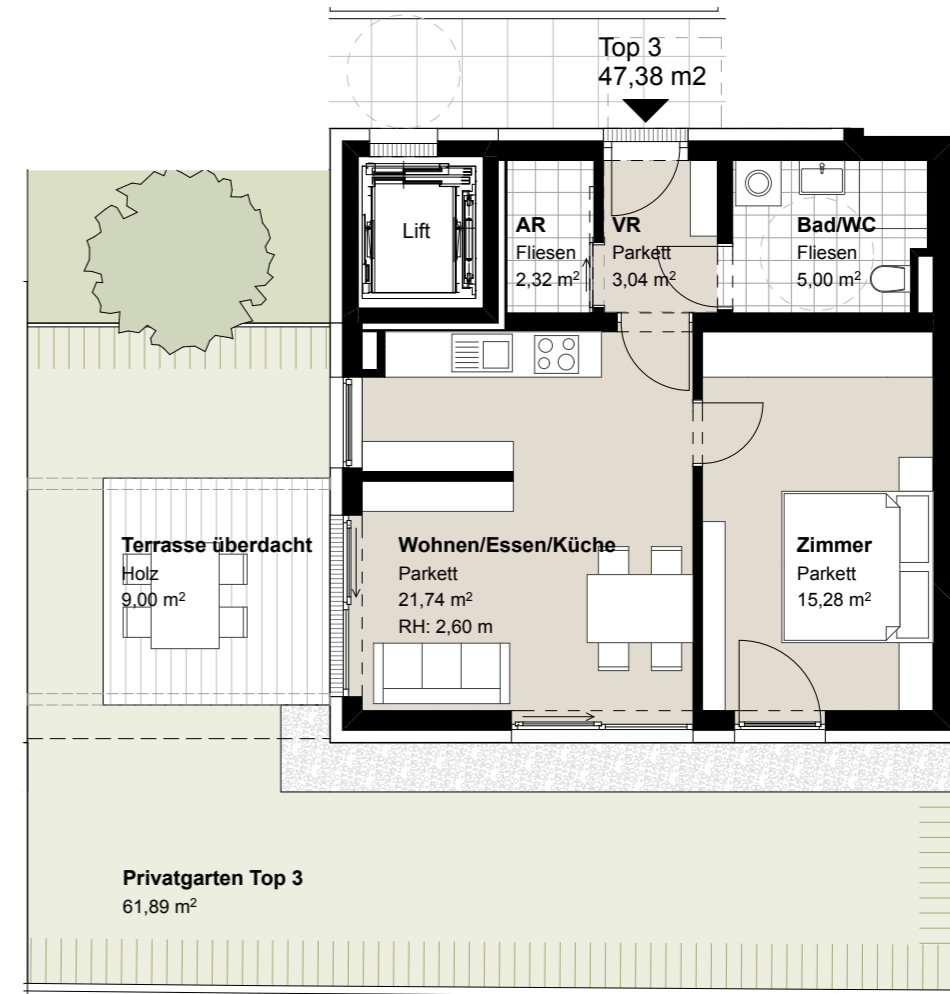 Top 3
47,38 m2
Lift
AR
Fliesen
2,32 m²
VR
Parkett
3,04 m²
Bad/WC
Fliesen
5,00 m²
Terrasse überdacht
Holz
9,00 m²
Wohnen/Essen/Küche
Parkett
21,74 m²
RH: 2,60 m
Zimmer
Parkett
15,28 m²
Privatgarten Top 3
61,89 m²